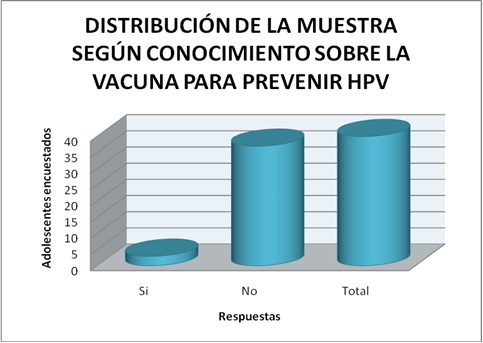 DISTRIBUCIÓN DE LA MUESTRA
SEGÚN CONOCIMIENTO SOBRE LA
VACUNA PARA PREVENIR HPV
Adolescentes encuestados
40
35
30
25
20
15
10
5
0
Si No Total
Respuestas